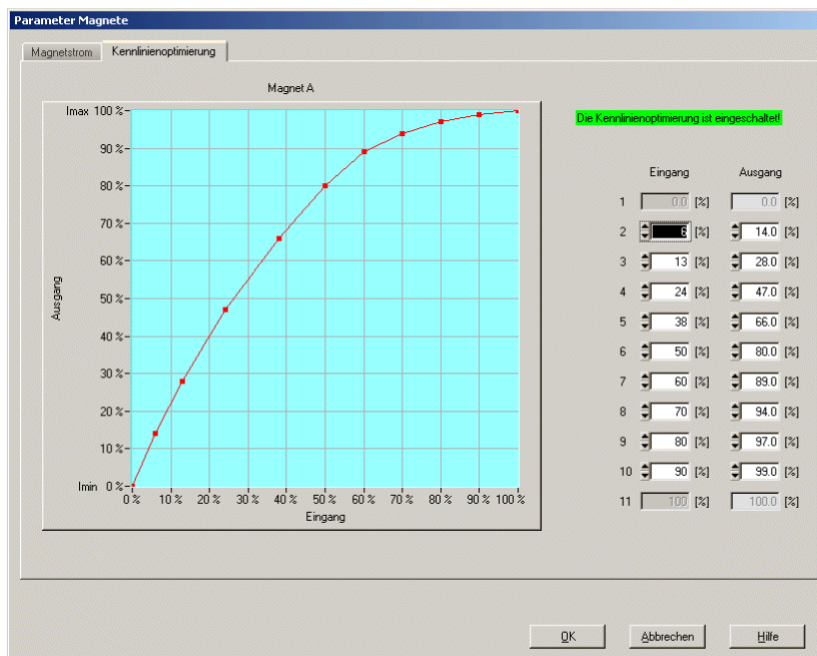 Parameter Magnete
Magnetstrom Kennlinienoptimierung
Magnet A
Imax 100 %
90 %
80 %
70 %
60 %
50 %
40 %
30 %
20 %
10 %
Imin 0 %
Ausgang
0 % 10 % 20 % 30 % 40 % 50 % 60 % 70 % 80 % 90 % 100 %
Eingang
Die Kennlinienoptimierung ist eingeschaltet!
Eingang Ausgang
1 0.0 [%] 0.0 [%]
2 6 [%] 14.0 [%]
3 13 [%] 28.0 [%]
4 24 [%] 47.0 [%]
5 38 [%] 66.0 [%]
6 50 [%] 80.0 [%]
7 60 [%] 89.0 [%]
8 70 [%] 94.0 [%]
9 80 [%] 97.0 [%]
10 90 [%] 99.0 [%]
11 100 [%] 100.0 [%]
OK Abbrechen Hilfe